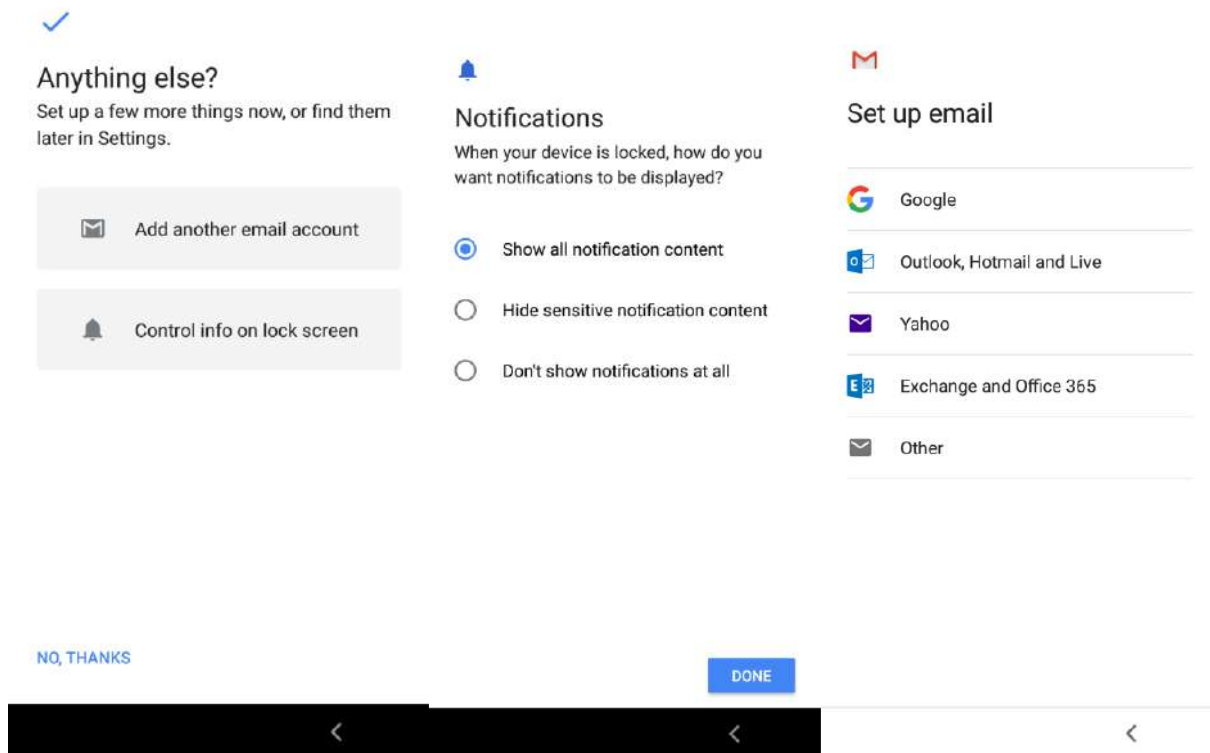 Anything else?
Set up a few more things now, or find them
later in Settings.
Add another email account
Control info on lock screen
NO, THANKS
Notifications
When your device is locked, how do you
want notifications to be displayed?
Show all notification content
Hide sensitive notification content
Don't show notifications at all
DONE
Set up email
Google
Outlook, Hotmail and Live
Yahoo
Exchange and Office 365
Other